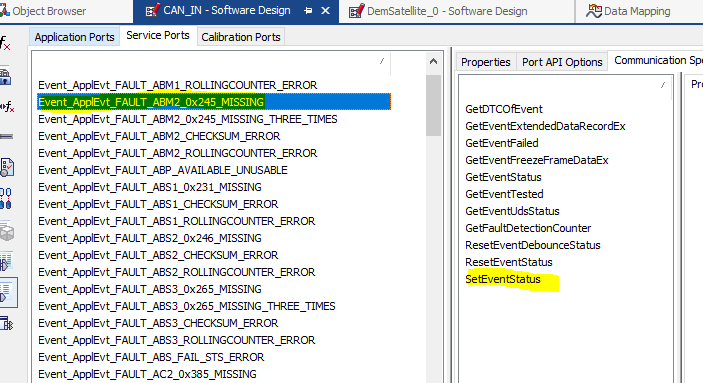 Object Browser
CAN_IN - Software Design
DemSatellite_0 - Software Design
Data Mapping
Application Ports
Service Ports
Calibration Ports
Event_ApplEvt_FAULT_ABM1_ROLLINGCOUNTER_ERROR
Event_ApplEvt_FAULT_ABM2_0x245_MISSING
Event_ApplEvt_FAULT_ABM2_0x245_MISSING_THREE_TIMES
Event_ApplEvt_FAULT_ABM2_CHECKSUM_ERROR
Event_ApplEvt_FAULT_ABM2_ROLLINGCOUNTER_ERROR
Event_ApplEvt_FAULT_ABP_AVAILABLE_UNUSABLE
Event_ApplEvt_FAULT_ABS1_0x231_MISSING
Event_ApplEvt_FAULT_ABS1_CHECKSUM_ERROR
Event_ApplEvt_FAULT_ABS1_ROLLINGCOUNTER_ERROR
Event_ApplEvt_FAULT_ABS2_0x246_MISSING
Event_ApplEvt_FAULT_ABS2_CHECKSUM_ERROR
Event_ApplEvt_FAULT_ABS2_ROLLINGCOUNTER_ERROR
Event_ApplEvt_FAULT_ABS3_0x265_MISSING
Event_ApplEvt_FAULT_ABS3_0x265_MISSING_THREE_TIMES
Event_ApplEvt_FAULT_ABS3_CHECKSUM_ERROR
Event_ApplEvt_FAULT_ABS3_ROLLINGCOUNTER_ERROR
Event_ApplEvt_FAULT_ABS_FAIL_STS_ERROR
Event_ApplEvt_FAULT_AC2_0x385_MISSING
Properties
Port API Options
Communication Spe
Pro
GetDTCOfEvent
GetEventExtendedDataRecordEx
GetEventFailed
GetEventFreezeFrameDataEx
GetEventStatus
GetEventTested
GetEventUdsStatus
GetFaultDetectionCounter
ResetEventDebounceStatus
ResetEventStatus
SetEventStatus